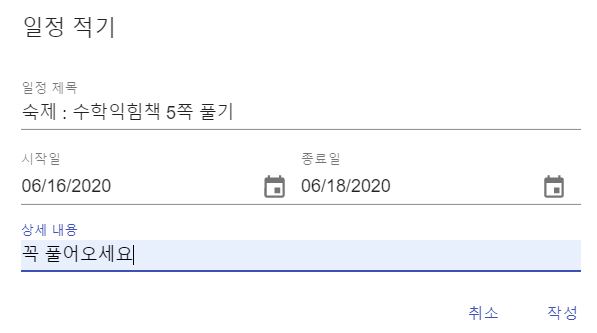 일정 적기
일정 제목
숙제 : 수학익힘책 5쪽 풀기
시작일 종료일
06/16/2020 06/18/2020
상세 내용
꼭 풀어오세요
취소 작성